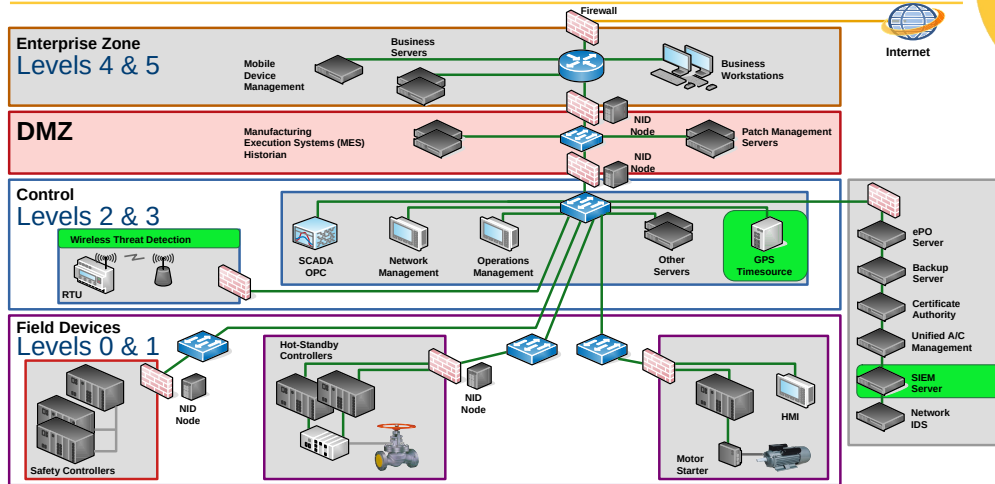 Firewall
Internet
Enterprise Zone
Levels 4 & 5
Mobile
Device
Management
Business
Servers
Business
Workstations
NID
Node
DMZ
Manufacturing
Execution Systems (MES)
Historian
Patch Management
Servers
NID
Node
Control
Levels 2 & 3
Wireless Threat Detection
RTU
SCADA
OPC
Network
Management
Operations
Management
Other
Servers
GPS
Timesource
ePO
Server
Backup
Server
Certificate
Authority
Unified A/C
Management
SIEM
Server
Network
IDS
Field Devices
Levels 0 & 1
Safety Controllers
NID
Node
Hot-Standby
Controllers
NID
Node
HMI
Motor
Starter